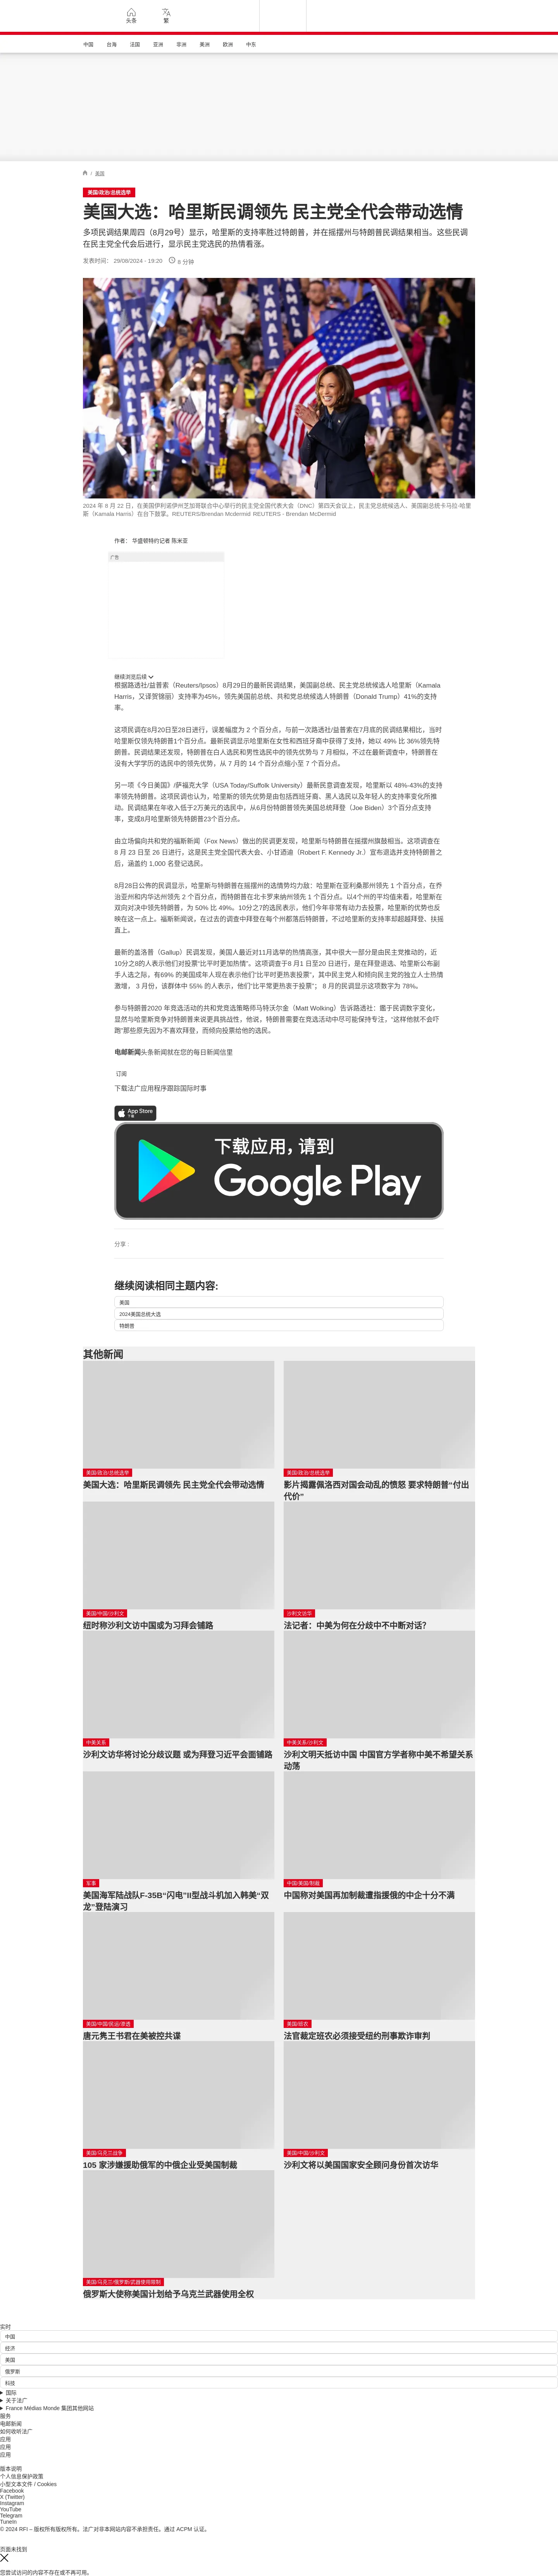 头条
繁
中国
台海
法国
亚洲
非洲
美洲
欧洲
中东
/ 美国
美国/政治/总统选举
美国大选：哈里斯民调领先 民主党全代会带动选情
多项民调结果周四（8月29号）显示，哈里斯的支持率胜过特朗普，并在摇摆州与特朗普民调结果相当。这些民调
在民主党全代会后进行，显示民主党选民的热情看涨。
发表时间： 29/08/2024 - 19:20
8 分钟
2024 年 8 月 22 日，在美国伊利诺伊州芝加哥联合中心举行的民主党全国代表大会（DNC）第四天会议上，民主党总统候选人、美国副总统卡马拉-哈里
斯（Kamala Harris）在台下鼓掌。REUTERS/Brendan Mcdermid REUTERS - Brendan McDermid
作者： 华盛顿特约记者 陈米亚
广告
继续浏览后续
根据路透社/益普索（Reuters/Ipsos）8月29日的最新民调结果，美国副总统、民主党总统候选人哈里斯（Kamala
Harris，又译贺锦丽）支持率为45%，领先美国前总统、共和党总统候选人特朗普（Donald Trump）41%的支持
率。
这项民调在8月20日至28日进行，误差幅度为 2 个百分点，与前一次路透社/益普索在7月底的民调结果相比，当时
哈里斯仅领先特朗普1个百分点。最新民调显示哈里斯在女性和西班牙裔中获得了支持，她以 49% 比 36%领先特
朗普。民调结果还发现，特朗普在白人选民和男性选民中的领先优势与 7 月相似，不过在最新调查中，特朗普在
没有大学学历的选民中的领先优势，从 7 月的 14 个百分点缩小至 7 个百分点。
另一项《今日美国》/萨福克大学（USA Today/Suffolk University）最新民意调查发现，哈里斯以 48%-43%的支持
率领先特朗普。这项民调也认为，哈里斯的领先优势是由包括西班牙裔、黑人选民以及年轻人的支持率变化所推
动。民调结果在年收入低于2万美元的选民中，从6月份特朗普领先美国总统拜登（Joe Biden）3个百分点支持
率，变成8月哈里斯领先特朗普23个百分点。
由立场偏向共和党的福斯新闻（Fox News）做出的民调更发现，哈里斯与特朗普在摇摆州旗鼓相当。这项调查在
8 月 23 日至 26 日进行，这是民主党全国代表大会、小甘迺迪（Robert F. Kennedy Jr.）宣布退选并支持特朗普之
后，涵盖约 1,000 名登记选民。
8月28日公布的民调显示，哈里斯与特朗普在摇摆州的选情势均力敌：哈里斯在亚利桑那州领先 1 个百分点，在乔
治亚州和内华达州领先 2 个百分点，而特朗普在北卡罗来纳州领先 1 个百分点。以4个州的平均值来看，哈里斯在
双向对决中领先特朗普，为 50% 比 49%。10分之7的选民表示，他们今年非常有动力去投票，哈里斯的优势也反
映在这一点上。福斯新闻说，在过去的调查中拜登在每个州都落后特朗普，不过哈里斯的支持率却超越拜登、扶摇
直上。
最新的盖洛普（Gallup）民调发现，美国人最近对11月选举的热情高涨，其中很大一部分是由民主党推动的，近
10分之8的人表示他们对投票“比平时更加热情”。这项调查于8 月1 日至20 日进行，是在拜登退选、哈里斯公布副
手人选之际，有69% 的美国成年人现在表示他们“比平时更热衷投票”，其中民主党人和倾向民主党的独立人士热情
激增， 3 月份，该群体中 55% 的人表示，他们“比平常更热衷于投票”； 8 月的民调显示这项数字为 78%。
参与特朗普2020 年竞选活动的共和党竞选策略师马特沃尔金（Matt Wolking）告诉路透社：鑑于民调数字变化，
显然与哈里斯竞争对特朗普来说更具挑战性，他说，特朗普需要在竞选活动中尽可能保持专注，“这样他就不会吓
跑”那些原先因为不喜欢拜登，而倾向投票给他的选民。
电邮新闻头条新闻就在您的每日新闻信里
订阅
下载法广应用程序跟踪国际时事
App Store
下载
下载应用，请到
Google Play
分享 :
继续阅读相同主题内容:
美国
2024美国总统大选
特朗普
其他新闻
美国/政治/总统选举
美国大选：哈里斯民调领先 民主党全代会带动选情
美国/政治/总统选举
影片揭露佩洛西对国会动乱的愤怒 要求特朗普“付出
代价”
美国/中国/沙利文
纽时称沙利文访中国或为习拜会铺路
沙利文访华
法记者：中美为何在分歧中不中断对话？
中美关系
沙利文访华将讨论分歧议题 或为拜登习近平会面铺路
中美关系/沙利文
沙利文明天抵访中国 中国官方学者称中美不希望关系
动荡
军事
美国海军陆战队F-35B“闪电”II型战斗机加入韩美“双
龙”登陆演习
中国/美国/制裁
中国称对美国再加制裁遭指援俄的中企十分不满
美国/中国/民运/渗透
唐元隽王书君在美被控共谍
美国/班农
法官裁定班农必须接受纽约刑事欺诈审判
美国/乌克兰战争
105 家涉嫌援助俄军的中俄企业受美国制裁
美国/中国/沙利文
沙利文将以美国国家安全顾问身份首次访华
美国/乌克兰/俄罗斯/武器使用限制
俄罗斯大使称美国计划给予乌克兰武器使用全权
实时
中国
经济
美国
俄罗斯
科技
国际
关于法广
France Médias Monde 集团其他网站
服务
电邮新闻
如何收听法广
应用
应用
应用
版本说明
个人信息保护政策
小型文本文件 / Cookies
Facebook
X (Twitter)
Instagram
YouTube
Telegram
TuneIn
© 2024 RFI – 版权所有版权所有。法广对非本网站内容不承担责任。通过 ACPM 认证。
页面未找到
您尝试访问的内容不存在或不再可用。